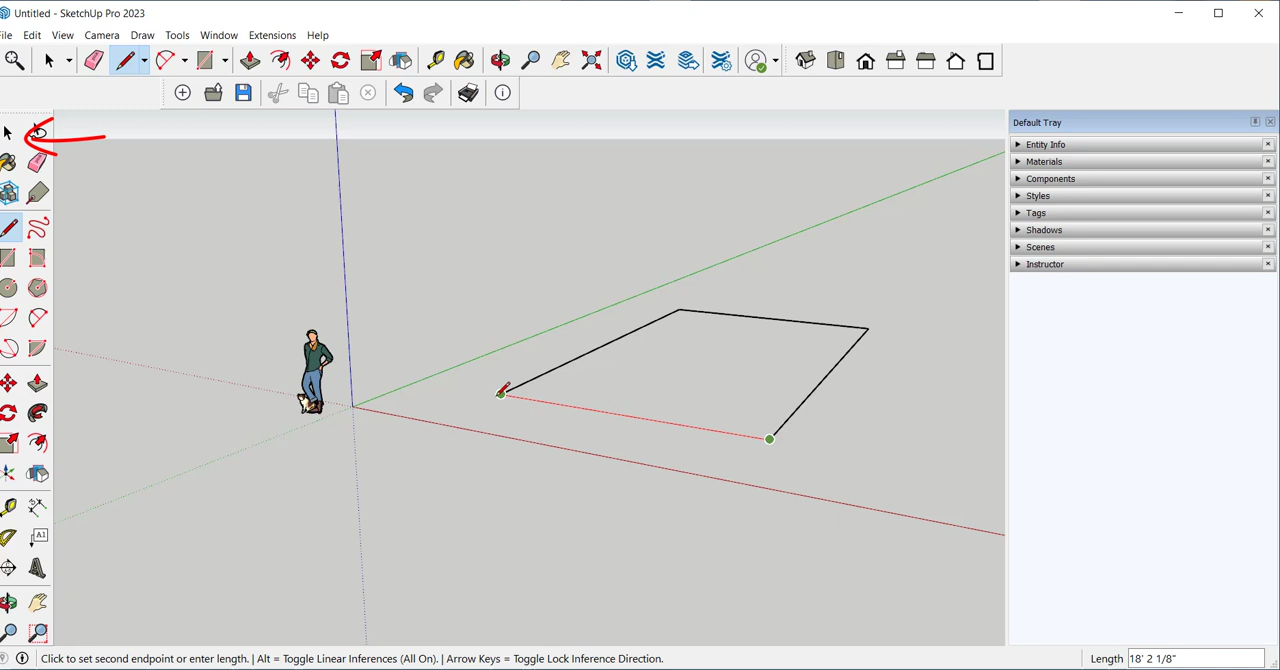 Untitled - SketchUp Pro 2023
ile Edit View Camera Draw Tools Window Extensions Help
Default Tray
Entity Info
Materials
Components
Styles
Tags
Shadows
Scenes
Instructor
A1
Click to set second endpoint or enter length. | Alt = Toggle Linear Inferences (All On). | Arrow Keys = Toggle Lock Inference Direction.
Length 18' 2 1/8"